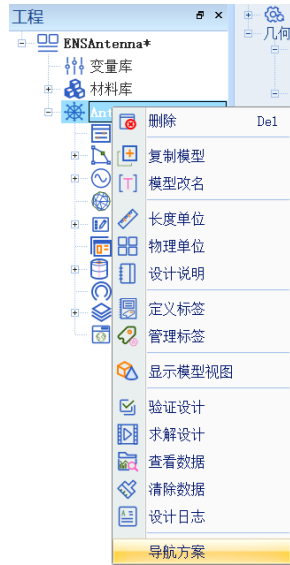 工程
ENSAntenna*
变量库
材料库
Ant
几何
删除 Del
复制模型
模型改名
长度单位
物理单位
设计说明
定义标签
管理标签
显示模型视图
验证设计
求解设计
查看数据
清除数据
设计日志
导航方案